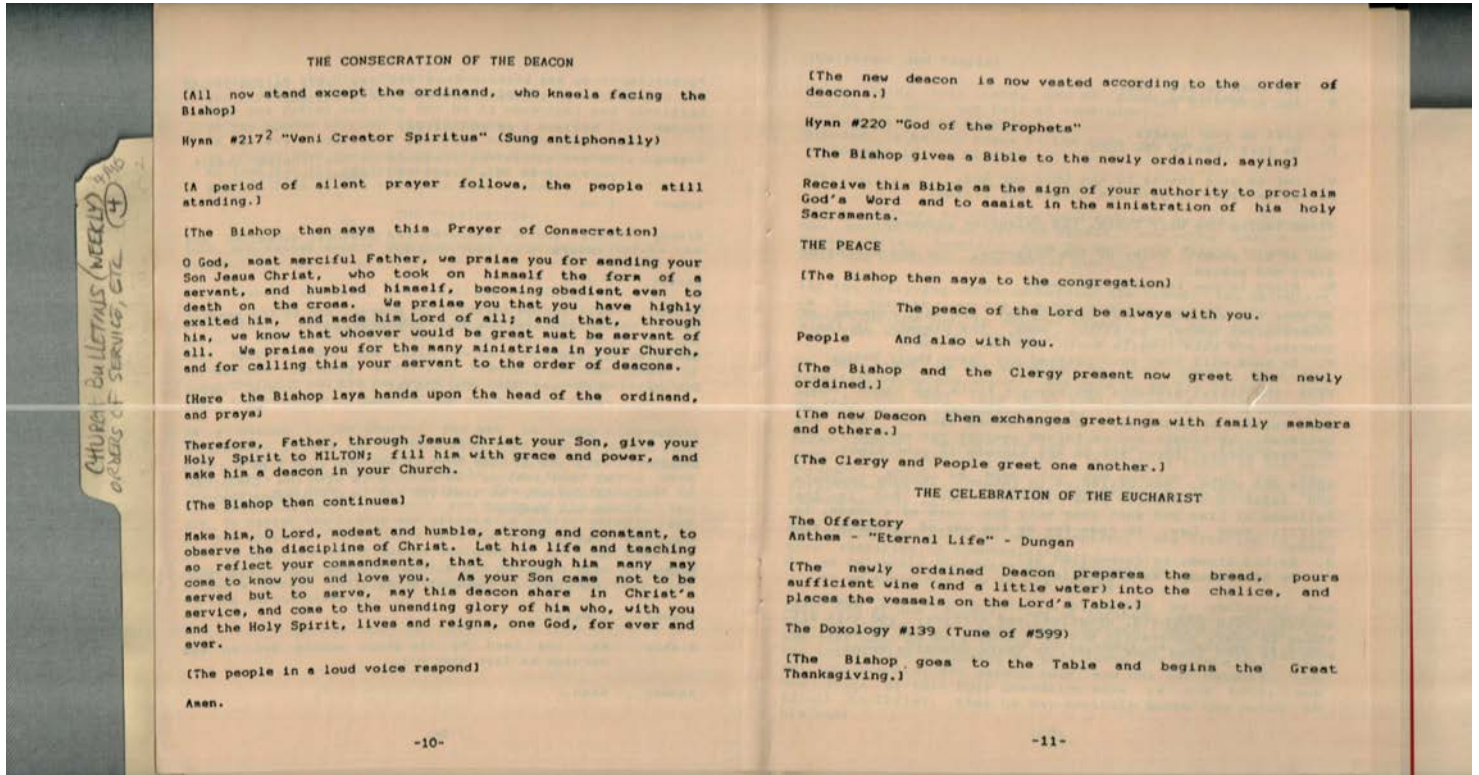 CHURCH BULLETINS (WEEKLY)
ORDERS OF SERVICE, ETC (4)
THE CONSECRATION OF THE DEACON
[All now stand except the ordinand, who kneels facing the
Bishop]
Hymn #217² "Veni Creator Spiritus" (Sung antiphonally)
[A period of silent prayer follows, the people still
standing.]
[The Bishop then says this Prayer of Consecration]
O God, most merciful Father, we praise you for sending your
Son Jesus Christ, who took on himself the form of a
servant, and humbled himself, becoming obedient even to
death on the cross. We praise you that you have highly
exalted him, and made him Lord of all; and that, through
him, we know that whoever would be great must be servant of
all. We praise you for the many ministries in your Church,
and for calling this your servant to the order of deacons.
[Here the Bishop lays hands upon the head of the ordinand,
and prays]
Therefore, Father, through Jesus Christ your Son, give your
Holy Spirit to MILTON; fill him with grace and power, and
make him a deacon in your Church.
[The Bishop then continues]
Make him, O Lord, modest and humble, strong and constant, to
observe the discipline of Christ. Let his life and teaching
so reflect your commandments, that through him many may
come to know you and love you. As your Son came not to be
served but to serve, may this deacon share in Christ's
service, and come to the unending glory of him who, with you
and the Holy Spirit, lives and reigns, one God, for ever and
ever.
[The people in a loud voice respond]
Amen.
-10-
[The new deacon is now vested according to the order of
deacons.]
Hymn #220 "God of the Prophets"
[The Bishop gives a Bible to the newly ordained, saying]
Receive this Bible as the sign of your authority to proclaim
God's Word and to assist in the ministration of his holy
Sacraments.
THE PEACE
[The Bishop then says to the congregation]
The peace of the Lord be always with you.
People And also with you.
[The Bishop and the Clergy present now greet the newly
ordained.]
[The new Deacon then exchanges greetings with family members
and others.]
[The Clergy and People greet one another.]
THE CELEBRATION OF THE EUCHARIST
The Offertory
Anthem - "Eternal Life" - Dungan
[The newly ordained Deacon prepares the bread, pours
sufficient wine (and a little water) into the chalice, and
places the vessels on the Lord's Table.]
The Doxology #139 (Tune of #599)
[The Bishop goes to the Table and begins the Great
Thanksgiving.]
-11-